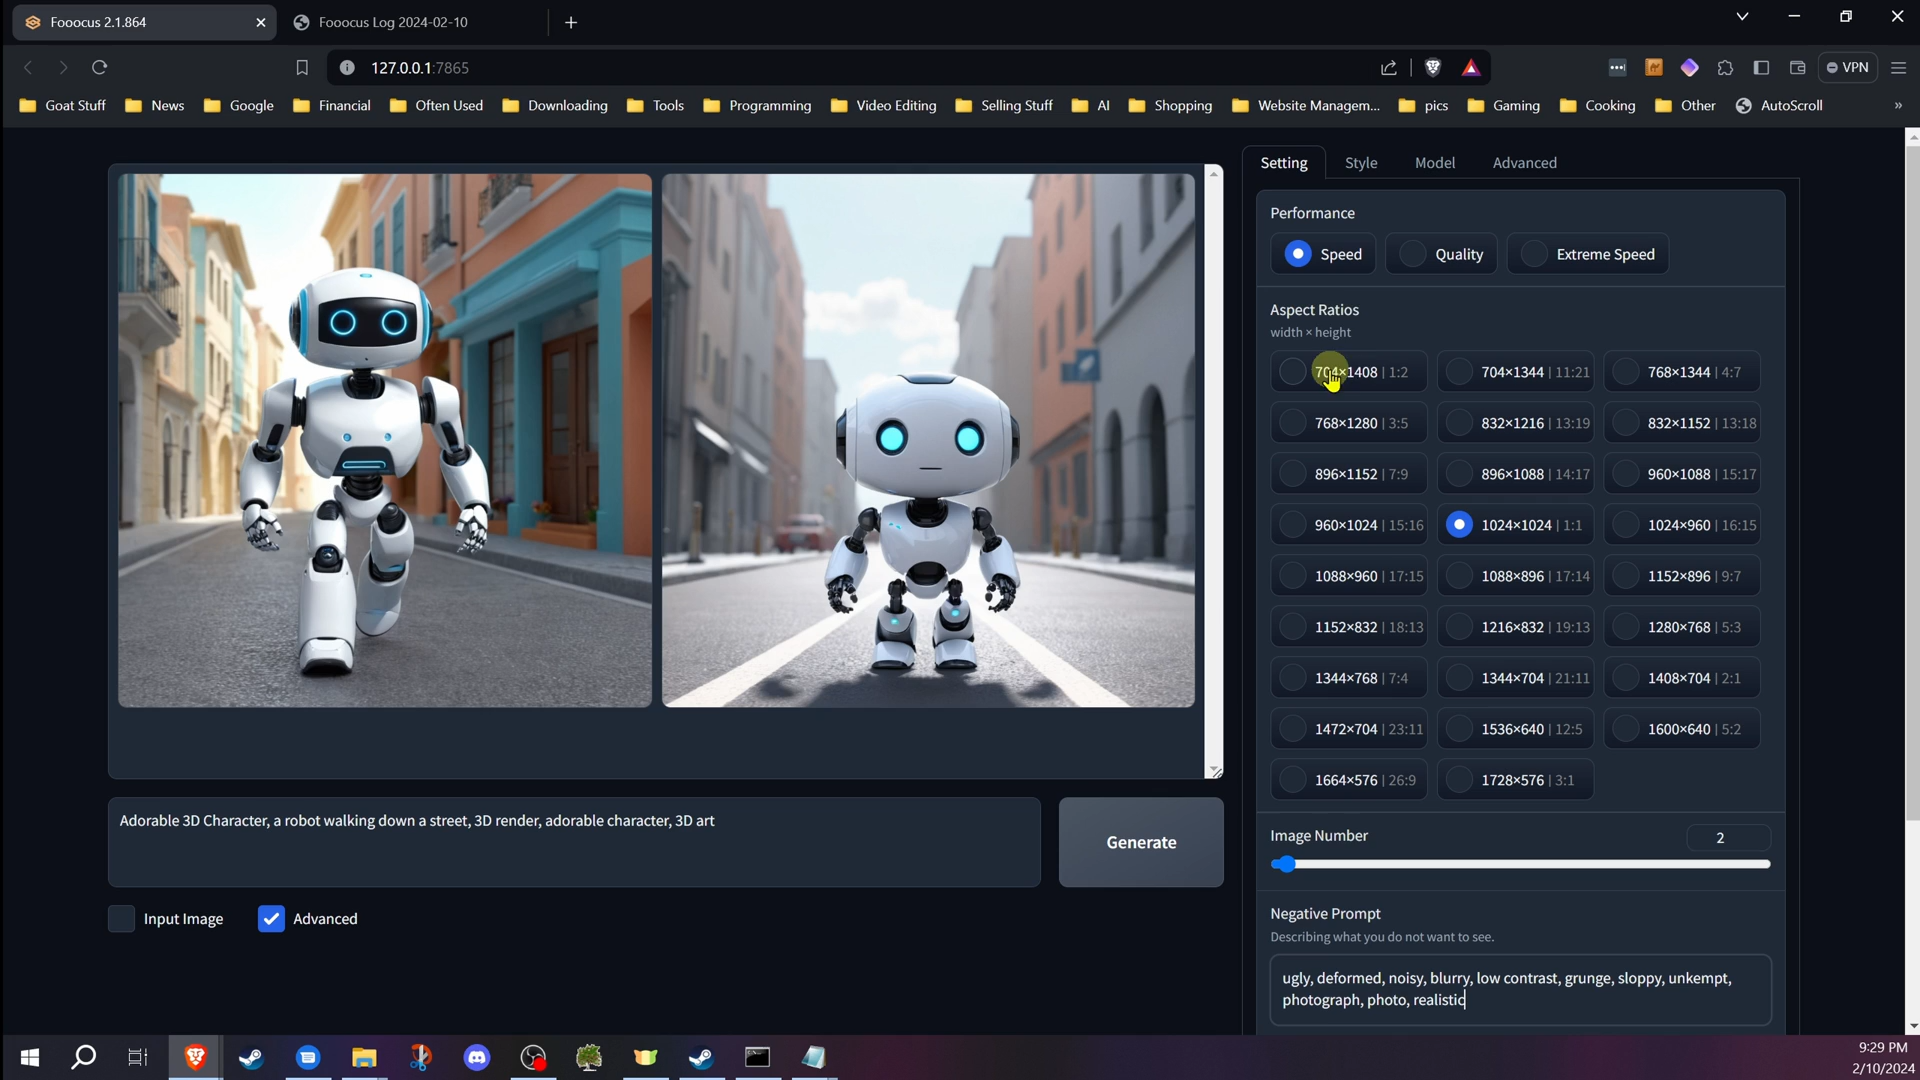 Fooocus 2.1.864
Fooocus Log 2024-02-10
127.0.0.1:7865
VPN
Goat Stuff
News
Google
Financial
Often Used
Downloading
Tools
Programming
Video Editing
Selling Stuff
AI
Shopping
Website Managem...
pics
Gaming
Cooking
Other
AutoScroll
»
Setting Style Model Advanced
Performance
Speed Quality Extreme Speed
Aspect Ratios
width × height
704×1408 | 1:2 704×1344 | 11:21 768×1344 | 4:7
768×1280 | 3:5 832×1216 | 13:19 832×1152 | 13:18
896×1152 | 7:9 896×1088 | 14:17 960×1088 | 15:17
960×1024 | 15:16 1024×1024 | 1:1 1024×960 | 16:15
1088×960 | 17:15 1088×896 | 17:14 1152×896 | 9:7
1152×832 | 18:13 1216×832 | 19:13 1280×768 | 5:3
1344×768 | 7:4 1344×704 | 21:11 1408×704 | 2:1
1472×704 | 23:11 1536×640 | 12:5 1600×640 | 5:2
1664×576 | 26:9 1728×576 | 3:1
Image Number 2
Negative Prompt
Describing what you do not want to see.
ugly, deformed, noisy, blurry, low contrast, grunge, sloppy, unkempt,
photograph, photo, realistic
Adorable 3D Character, a robot walking down a street, 3D render, adorable character, 3D art
Generate
Input Image Advanced
9:29 PM
2/10/2024